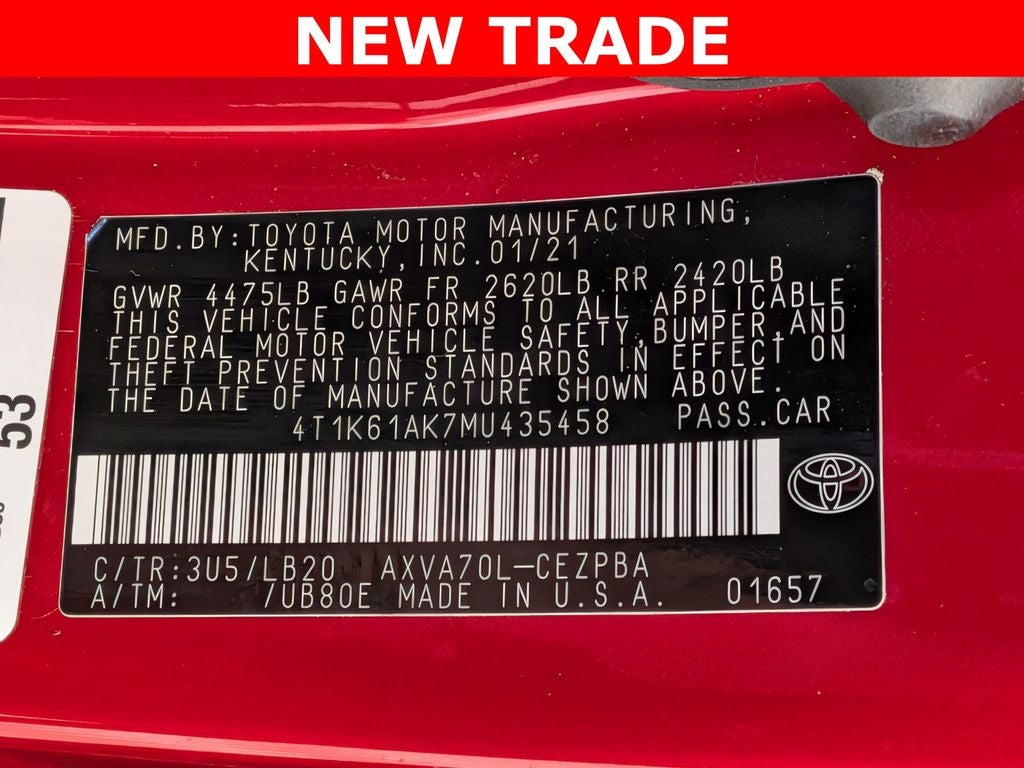 NEW TRADE
MFD.BY:TOYOTA MOTOR MANUFACTURING,
KENTUCKY,INC.01/21
GVWR 4475LB GAWR FR 2620LB RR 2420LB
THIS VEHICLE CONFORMS TO ALL APPLICABLE
FEDERAL MOTOR VEHICLE SAFETY,BUMPER,AND
THEFT PREVENTION STANDARDS IN EFFECT ON
THE DATE OF MANUFACTURE SHOWN ABOVE.
4T1K61AK7MU435458 PASS.CAR
C/TR:3U5/LB20 AXVA70L-CEZPBA
A/TM: /UB80E MADE IN U.S.A. 01657
53